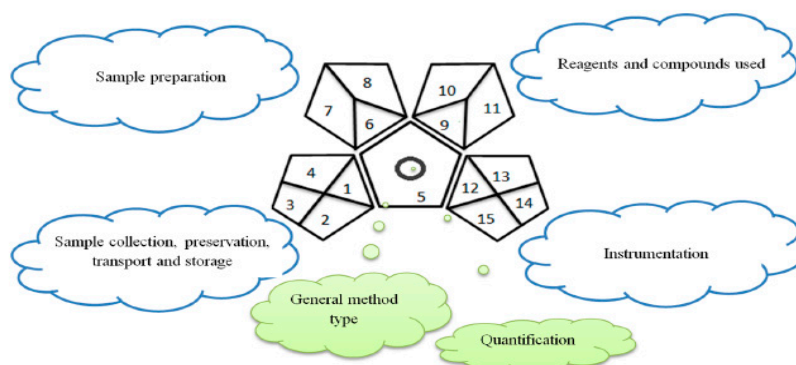 Sample preparation
Reagents and compounds used
8
10
7
11
6
9
4
1
12
13
3
5
14
2
15
Sample collection, preservation,
transport and storage
Instrumentation
General method
type
Quantification